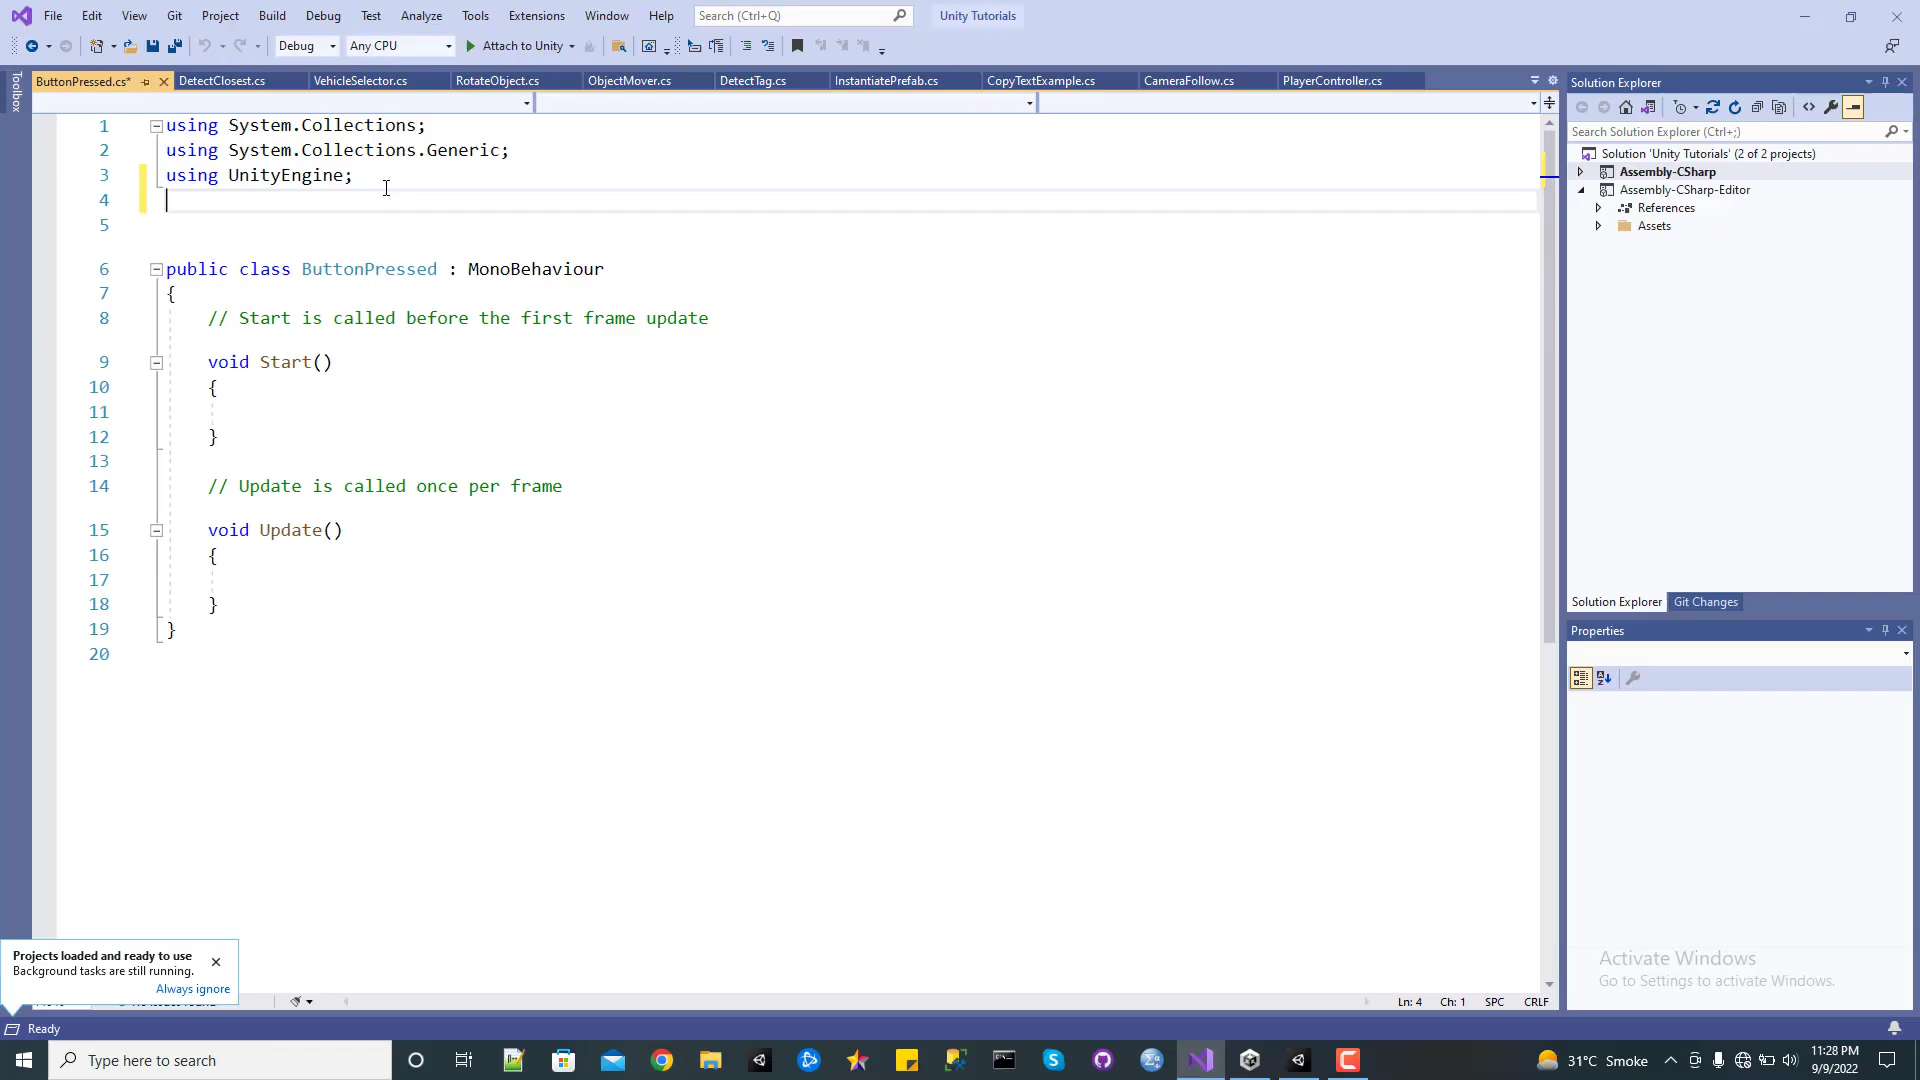 File Edit View Git Project Build Debug Test Analyze Tools Extensions Window Help Search (Ctrl+Q) Unity Tutorials
Debug Any CPU Attach to Unity
Toolbox
ButtonPressed.cs* DetectClosest.cs VehicleSelector.cs RotateObject.cs ObjectMover.cs DetectTag.cs InstantiatePrefab.cs CopyTextExample.cs CameraFollow.cs PlayerController.cs
1 using System.Collections;
2 using System.Collections.Generic;
3 using UnityEngine;
4
5
6 public class ButtonPressed : MonoBehaviour
7 {
8 // Start is called before the first frame update
9 void Start()
10 {
11
12 }
13
14 // Update is called once per frame
15 void Update()
16 {
17
18 }
19 }
20
Solution Explorer
Search Solution Explorer (Ctrl+;)
Solution 'Unity Tutorials' (2 of 2 projects)
Assembly-CSharp
Assembly-CSharp-Editor
References
Assets
Solution Explorer Git Changes
Properties
Activate Windows
Go to Settings to activate Windows.
Projects loaded and ready to use
Background tasks are still running.
Always ignore
Ln: 4 Ch: 1 SPC CRLF
Ready
Type here to search
31°C Smoke
11:28 PM
9/9/2022